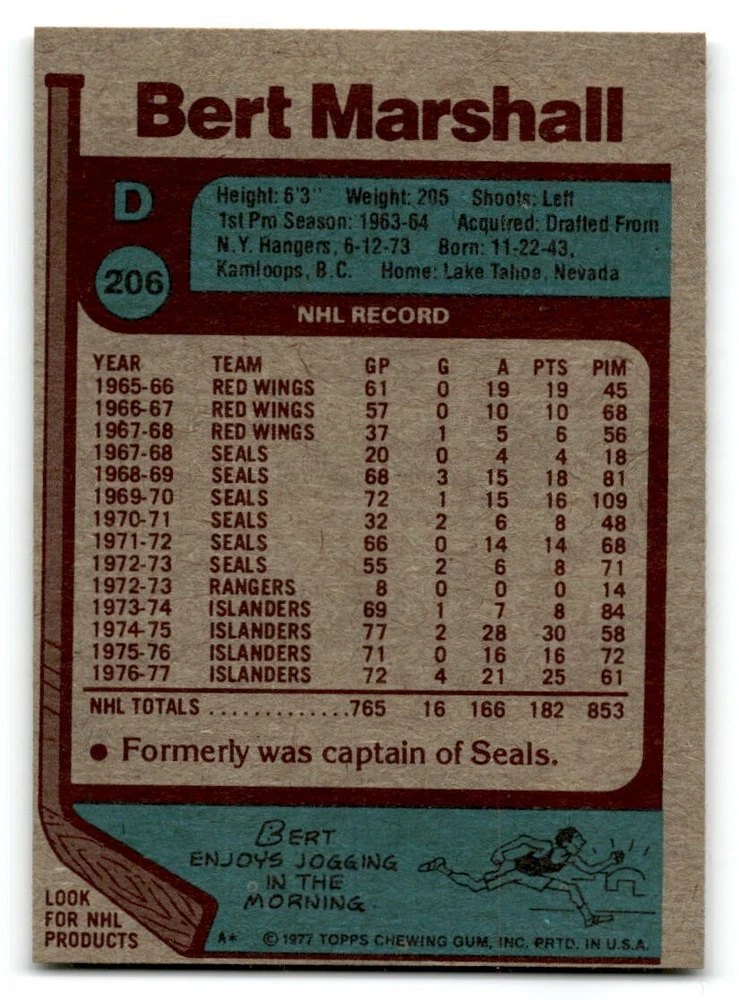 Bert Marshall
D
206
Height: 6'3" Weight: 205 Shoots: Left
1st Pro Season: 1963-64 Acquired: Drafted From
N.Y. Rangers, 6-12-73 Born: 11-22-43,
Kamloops, B.C. Home: Lake Tahoe, Nevada
NHL RECORD
YEAR TEAM GP G A PTS PIM
1965-66 RED WINGS 61 0 19 19 45
1966-67 RED WINGS 57 0 10 10 68
1967-68 RED WINGS 37 1 5 6 56
1967-68 SEALS 20 0 4 4 18
1968-69 SEALS 68 3 15 18 81
1969-70 SEALS 72 1 15 16 109
1970-71 SEALS 32 2 6 8 48
1971-72 SEALS 66 0 14 14 68
1972-73 SEALS 55 2 6 8 71
1972-73 RANGERS 8 0 0 0 14
1973-74 ISLANDERS 69 1 7 8 84
1974-75 ISLANDERS 77 2 28 30 58
1975-76 ISLANDERS 71 0 16 16 72
1976-77 ISLANDERS 72 4 21 25 61
NHL TOTALS .............765 16 166 182 853
● Formerly was captain of Seals.
BERT
ENJOYS JOGGING
IN THE
MORNING.
LOOK
FOR NHL
PRODUCTS
A* © 1977 TOPPS CHEWING GUM, INC. PRTD. IN U.S.A.